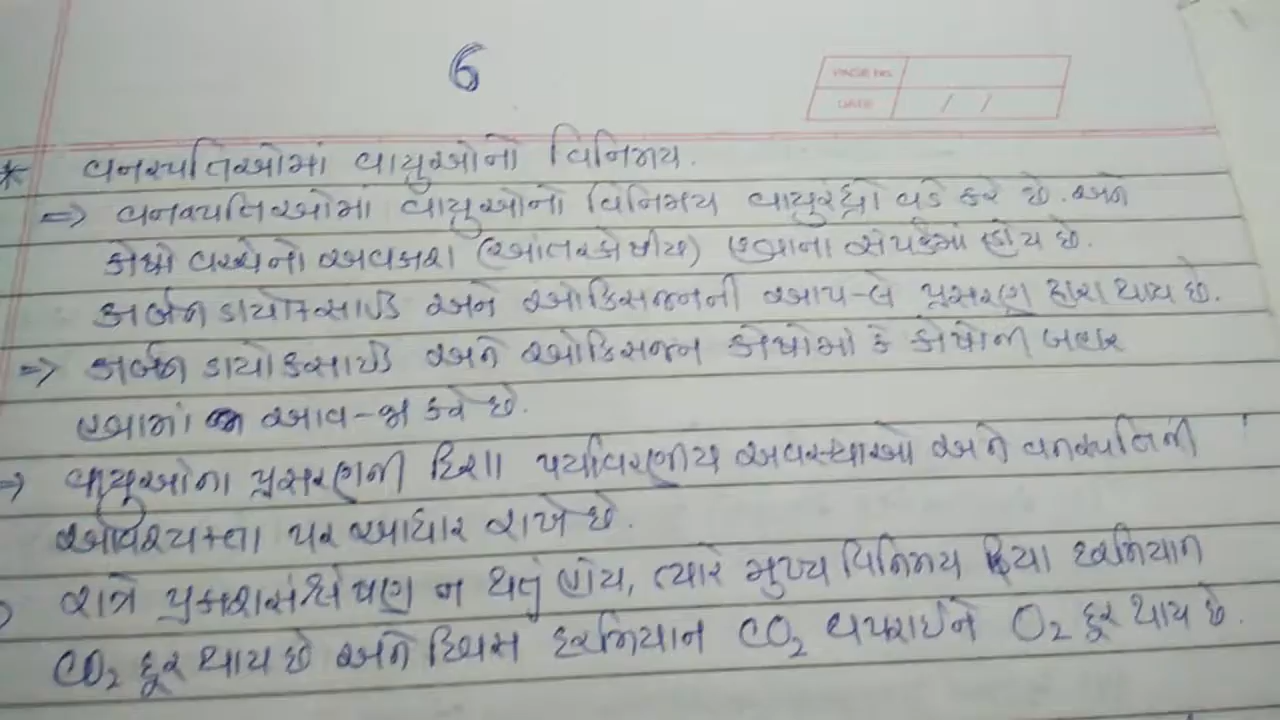 6
PAGE NO.
DATE / /
* વનસ્પતિઓમાં વાયુઓનો વિનિમય.
=> વનસ્પતિઓમાં વાયુઓનો વિનિમય વાયુરંધ્રો વડે કરે છે. અને
કોષો વચ્ચેનો અવકાશ (આંતરકોષીય) હવાના સંપર્કમાં હોય છે.
કાર્બન ડાયોક્સાઈડ અને ઓક્સિજનની આપ-લે પ્રસરણ દ્વારા થાય છે.
=> કાર્બન ડાયોક્સાઈડ અને ઓક્સિજન કોષોમાં કે કોષોની બહાર
હવામાં આવ-જા કરે છે.
=> વાયુઓના પ્રસરણની દિશા પર્યાવરણીય અવસ્થાઓ અને વનસ્પતિની
આવશ્યકતા પર આધાર રાખે છે.
રાત્રે પ્રકાશસંશ્લેષણ ન થતું હોય, ત્યારે મુખ્ય વિનિમય ક્રિયા દરમિયાન
CO₂ દૂર થાય છે અને દિવસ દરમિયાન CO₂ વપરાઈને O₂ દૂર થાય છે.